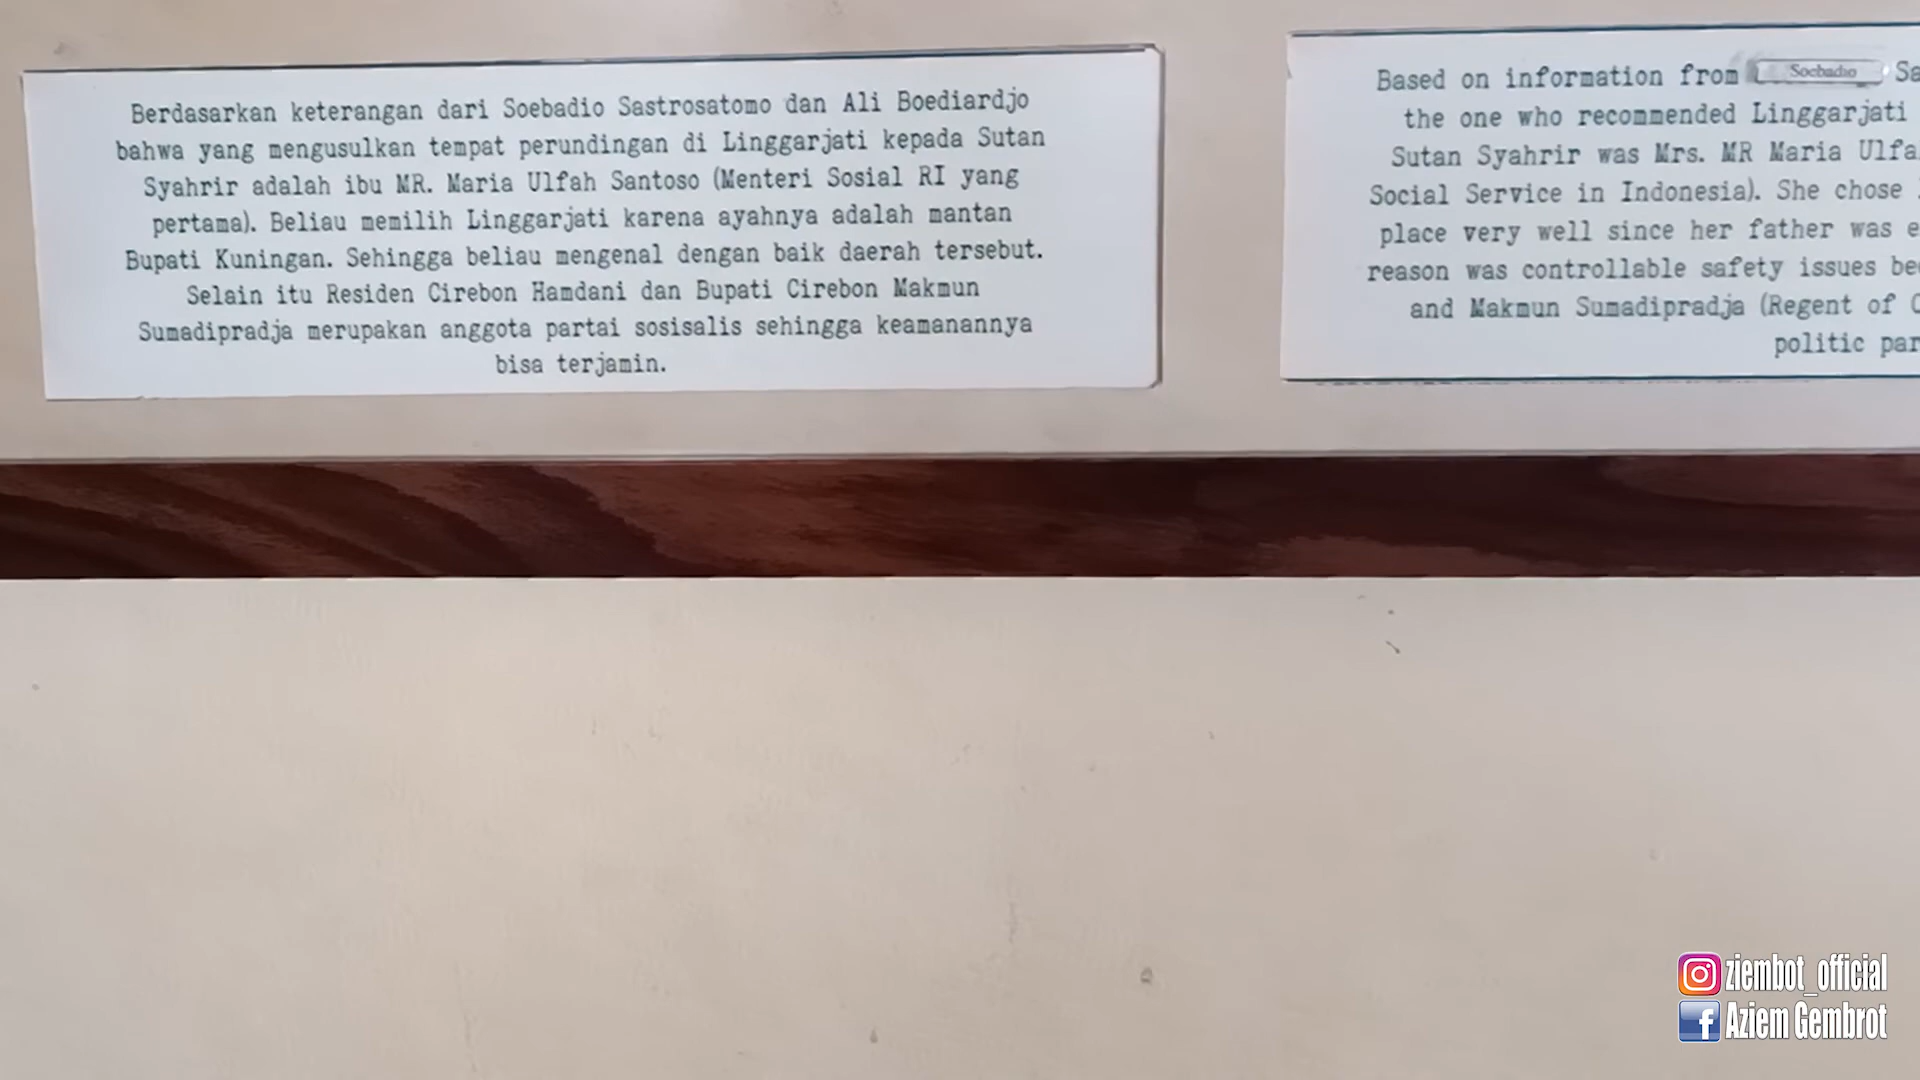 Berdasarkan keterangan dari Soebadio Sastrosatomo dan Ali Boediardjo
bahwa yang mengusulkan tempat perundingan di Linggarjati kepada Sutan
Syahrir adalah ibu MR. Maria Ulfah Santoso (Menteri Sosial RI yang
pertama). Beliau memilih Linggarjati karena ayahnya adalah mantan
Bupati Kuningan. Sehingga beliau mengenal dengan baik daerah tersebut.
Selain itu Residen Cirebon Hamdani dan Bupati Cirebon Makmun
Sumadipradja merupakan anggota partai sosisalis sehingga keamanannya
bisa terjamin.
Based on information from Soebadio Sa
the one who recommended Linggarjati
Sutan Syahrir was Mrs. MR Maria Ulfa
Social Service in Indonesia). She chose
place very well since her father was e
reason was controllable safety issues be
and Makmun Sumadipradja (Regent of C
politic par
ziembot_official
Aziem Gembrot